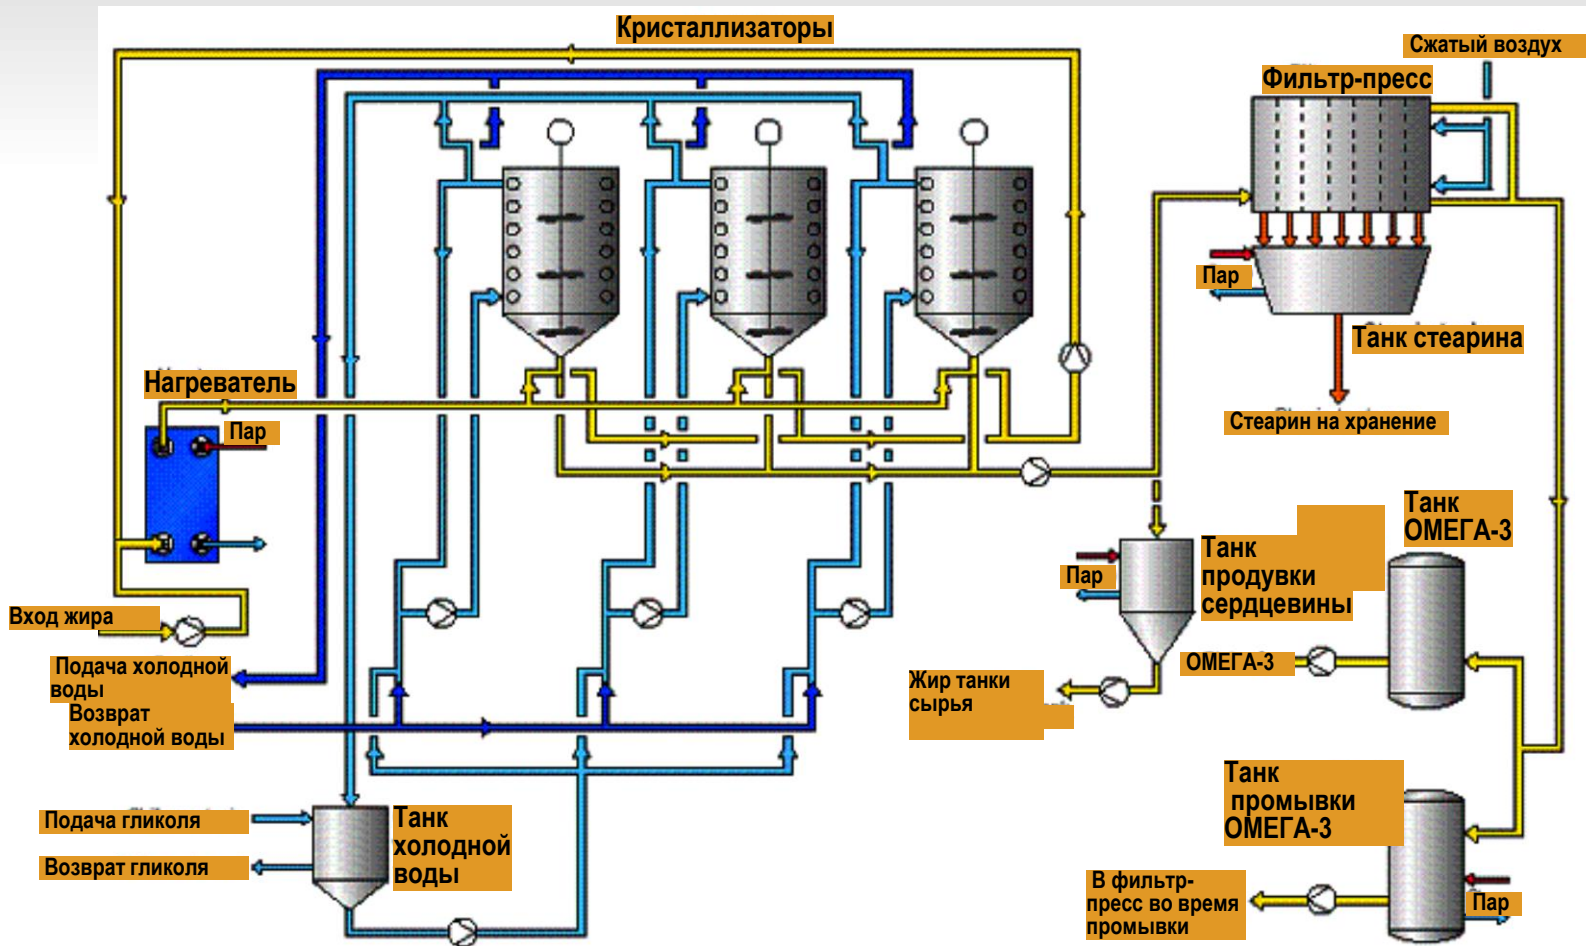 Кристаллизаторы
Сжатый воздух
Фильтр-пресс
Пар
Танк стеарина
Нагреватель
Стеарин на хранение
Пар
Танк
ОМЕГА-3
Танк
продувки
сердцевины
Пар
Вход жира
Подача холодной
воды
Возврат
холодной воды
ОМЕГА-3
Жир танки
сырья
Танк
промывки
ОМЕГА-3
Подача гликоля
Возврат гликоля
Танк
холодной
воды
В фильтр-
пресс во время
промывки
Пар